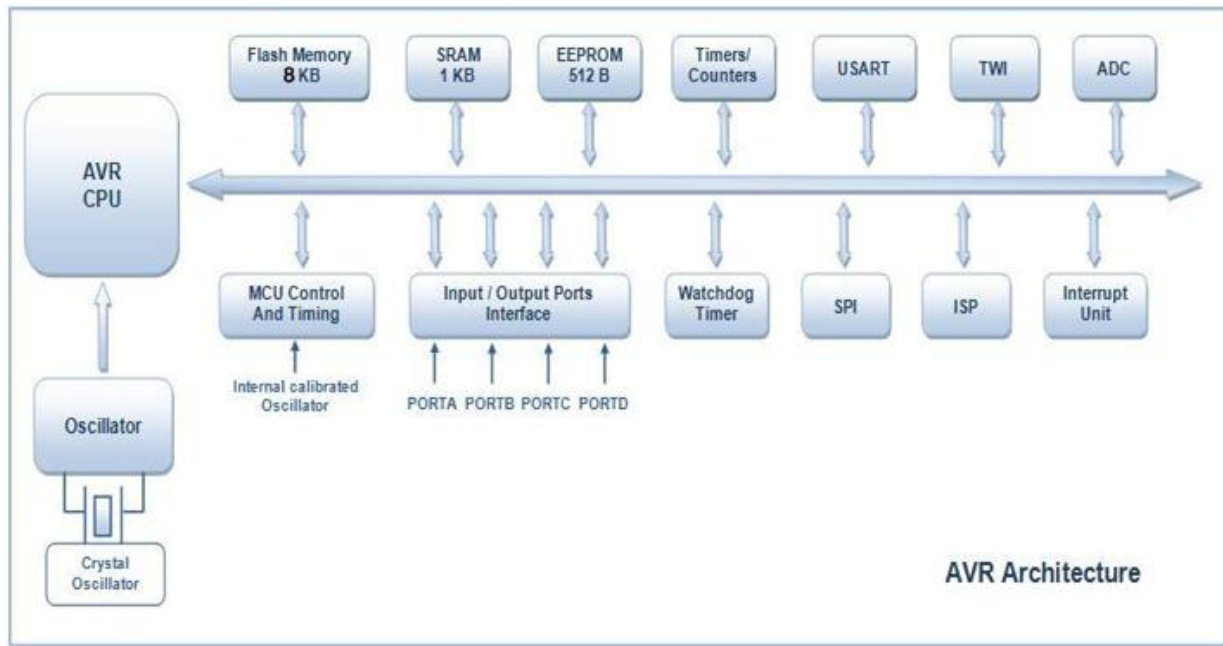 Flash Memory
8 KB
SRAM
1 KB
EEPROM
512 B
Timers/
Counters
USART
TWI
ADC
AVR
CPU
MCU Control
And Timing
Input / Output Ports
Interface
Watchdog
Timer
SPI
ISP
Interrupt
Unit
Internal calibrated
Oscillator
PORTA PORTB PORTC PORTD
Oscillator
Crystal
Oscillator
AVR Architecture